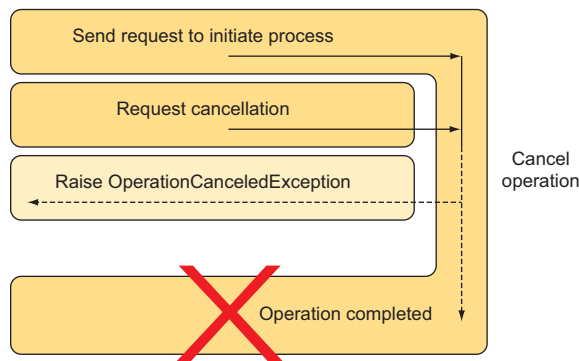 Send request to initiate process
Request cancellation
Raise OperationCanceledException
Cancel
operation
Operation completed